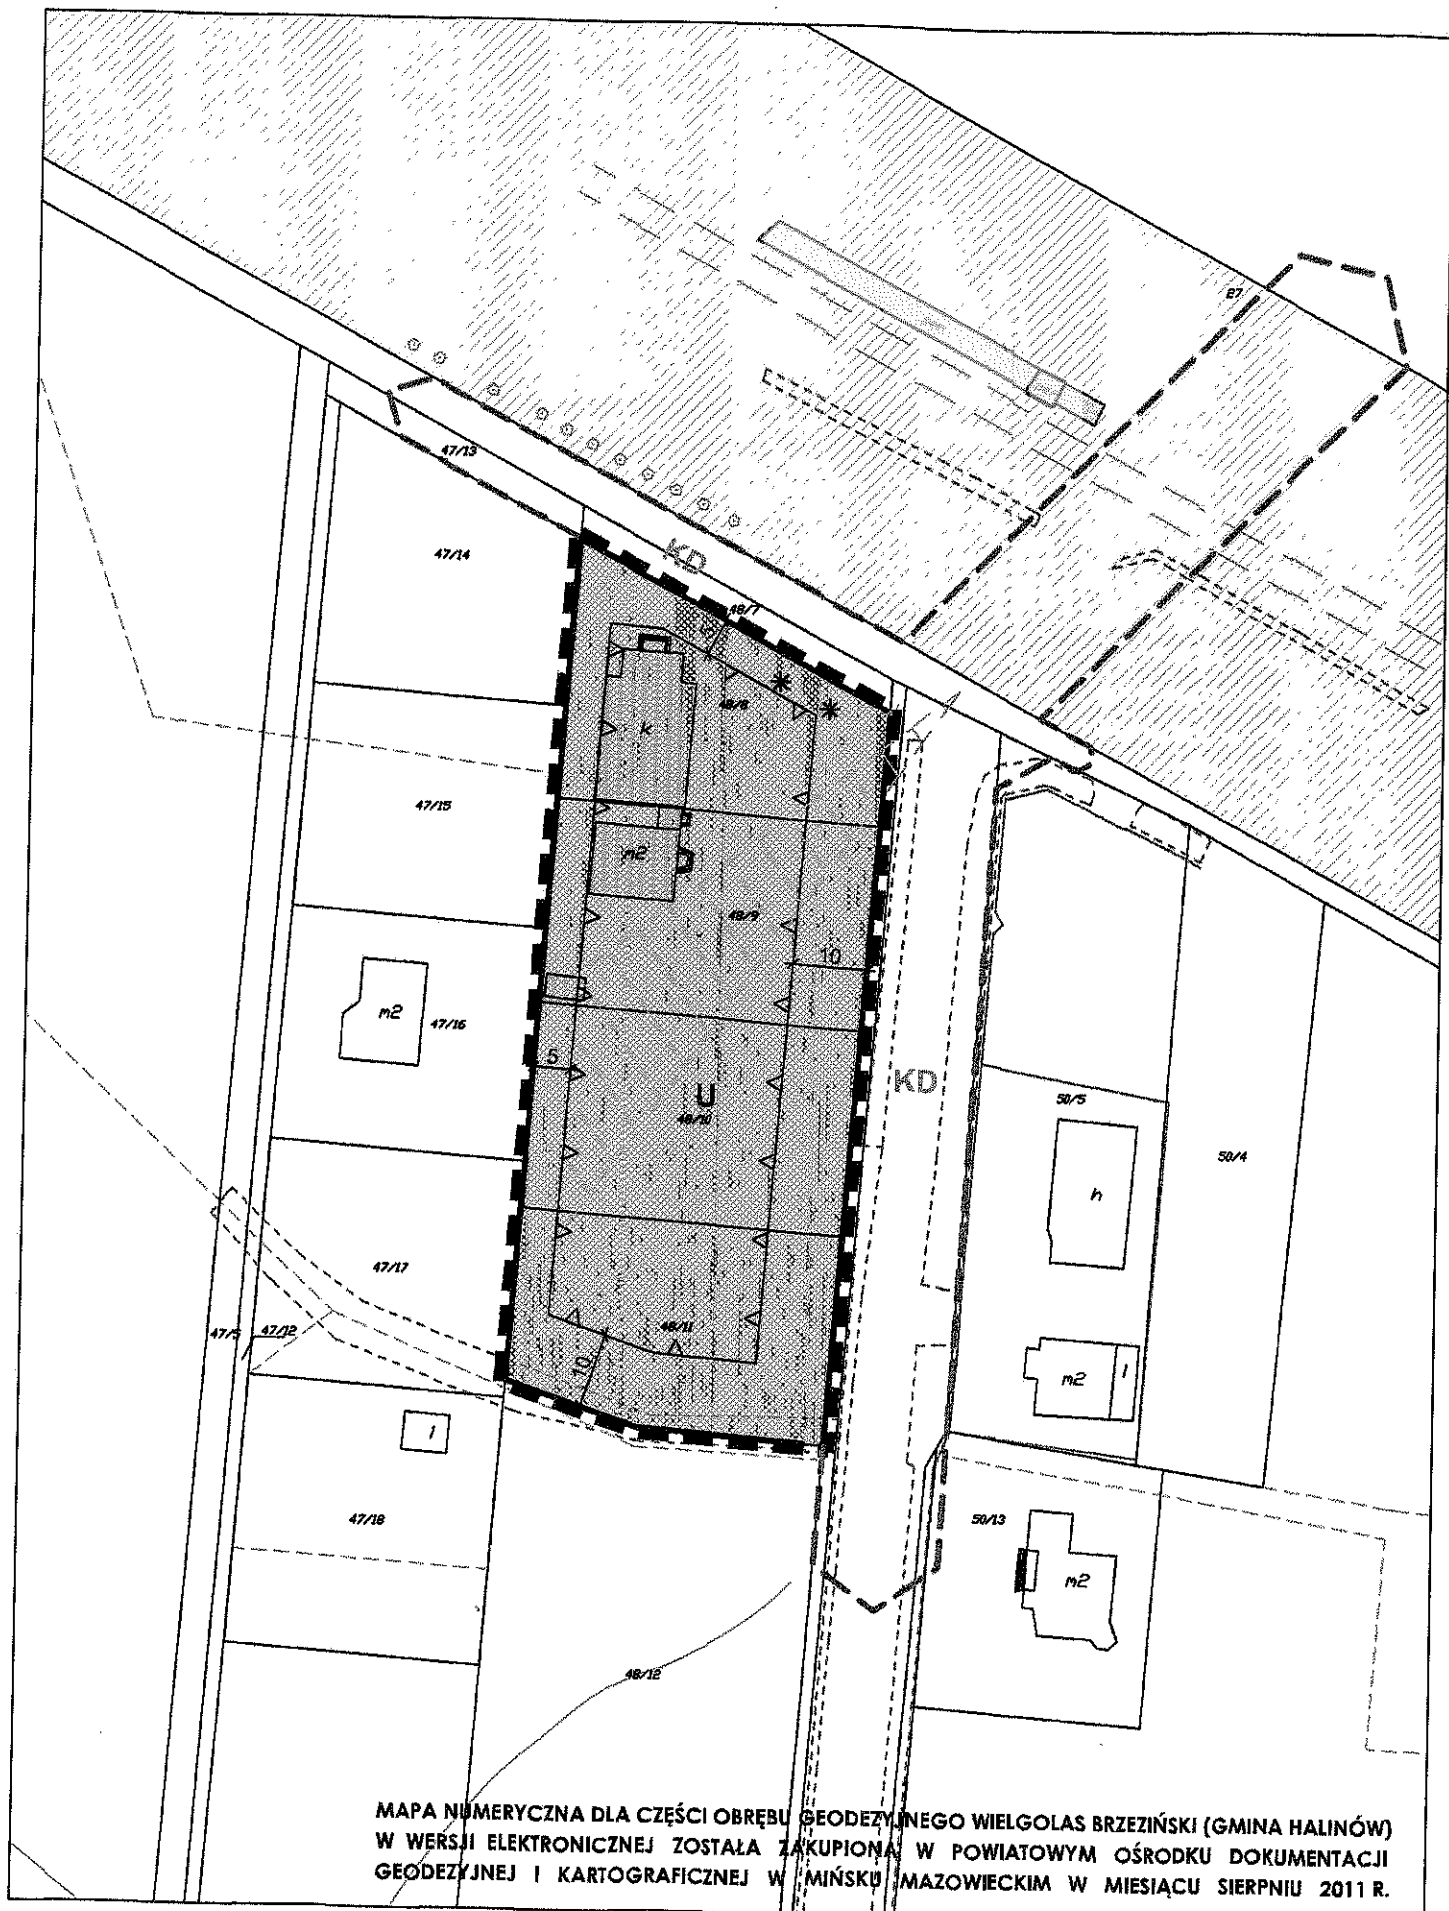 27
47/13
KD
47/14
48/7
5
48/8
k
47/15
m2
48/9
10
m2
47/16
5
KD
U
48/10
50/5
50/4
h
47/17
47/5
47/12
48/11
10
m2
1
1
47/18
50/13
m2
48/12
MAPA NUMERYCZNA DLA CZĘŚCI OBRĘBU GEODEZYJNEGO WIELGOLAS BRZEZIŃSKI (GMINA HALINÓW)
W WERSJI ELEKTRONICZNEJ ZOSTAŁA ZAKUPIONA W POWIATOWYM OŚRODKU DOKUMENTACJI
GEODEZYJNEJ I KARTOGRAFICZNEJ W MIŃSKU MAZOWIECKIM W MIESIĄCU SIERPNIU 2011 R.